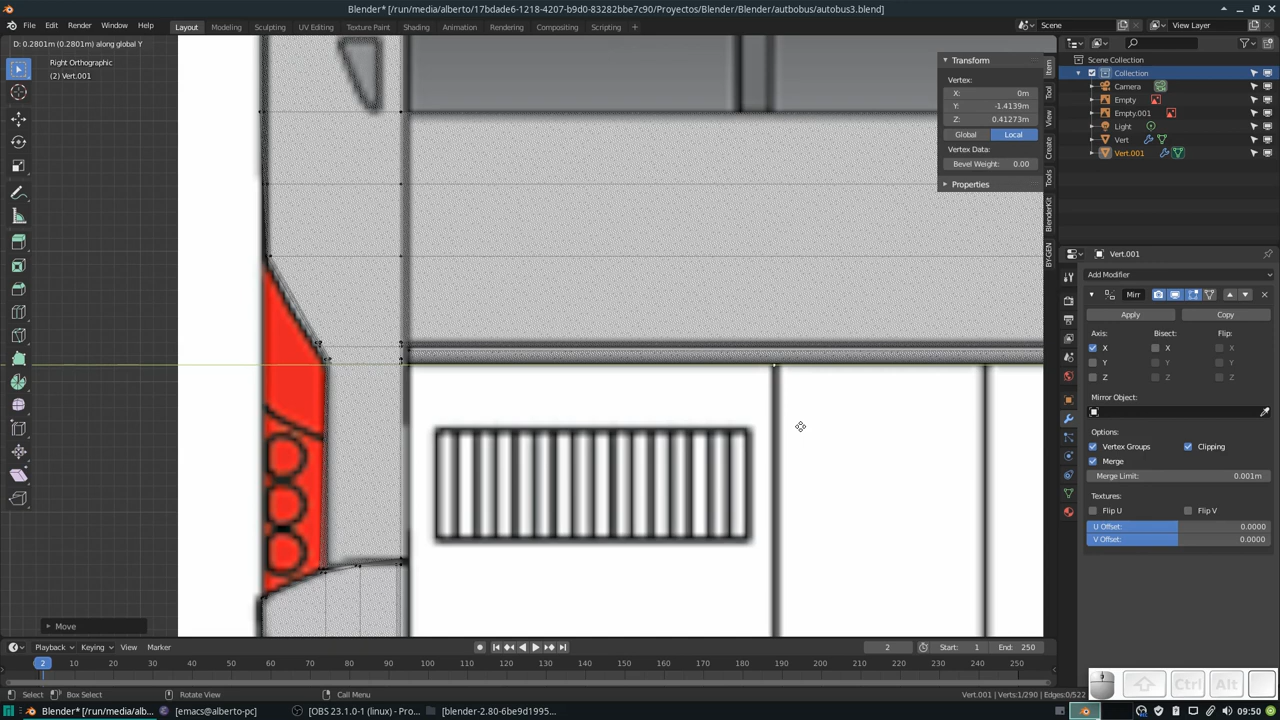 Blender* [/run/media/alberto/17bdade6-1218-4207-b9d0-83282bbe7c90/Proyectos/Blender/Blender/autbobus/autobus3.blend]
File Edit Render Window Help Layout Modeling Sculpting UV Editing Texture Paint Shading Animation Rendering Compositing Scripting Scene View Layer
D: 0.2801m (0.2801m) along global Y
Right Orthographic
(2) Vert.001
Transform
Vertex:
X: 0m
Y: -1.4139m
Z: 0.41273m
Global Local
Vertex Data:
Bevel Weight: 0.00
Properties
Item
Tool
View
Create
Tools
BlenderKit
BY-GEN
Scene Collection
Collection
Camera
Empty
Empty.001
Light
Vert
Vert.001
Vert.001
Add Modifier
Mirr
Apply Copy
Axis: Bisect: Flip:
X X X
Y Y Y
Z Z Z
Mirror Object:
Options:
Vertex Groups Clipping
Merge
Merge Limit: 0.001m
Textures:
Flip U Flip V
U Offset: 0.0000
V Offset: 0.0000
Move
Playback Keying View Marker 2 Start: 1 End: 250
2 10 20 30 40 50 60 70 80 90 100 110 120 130 140 150 160 170 180 190 200 210 220 230 240 250
Ctrl Alt
Select Box Select Rotate View Call Menu Vert.001 | Verts:1/290 | Edges:0/522
Blender* [/run/media/alb... [emacs@alberto-pc] [OBS 23.1.0-1 (linux) - Pro... [blender-2.80-6be9d1995... 09:50